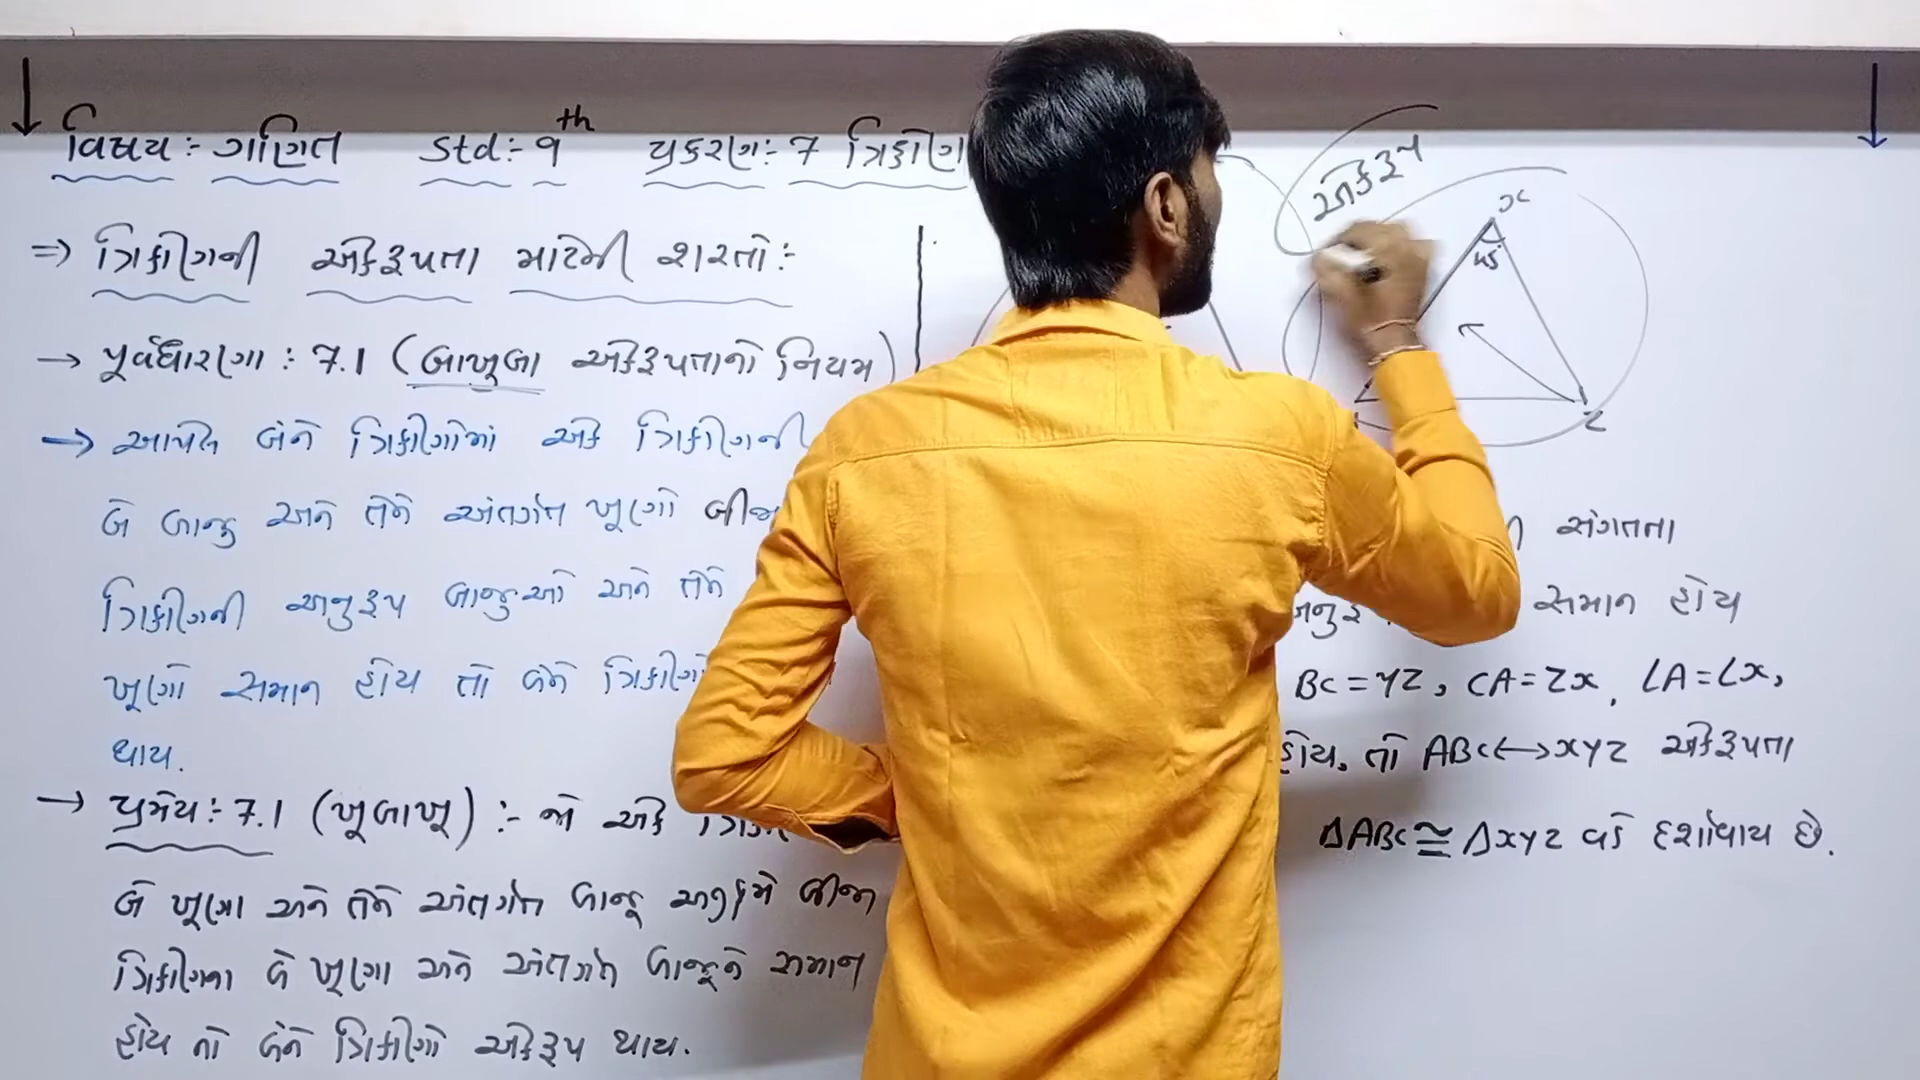 વિષય :- ગણિત std :- ૧th પ્રકરણ :- 7 ત્રિકોણ
⇒ ત્રિકોણની એકરૂપતા માટેની શરતો :-
→ પૂર્વધારણા : 7.1 (બાખૂબા એકરૂપતાનો નિયમ)
→ આપેલ બંને ત્રિકોણોમાં એક ત્રિકોણની
બે બાજુ અને તેને અંતર્ગત ખૂણો
ત્રિકોણની અનુરૂપ બાજુઓ અને તેને
ખૂણો સમાન હોય તો બંને
થાય.
→ પ્રમેય :- 7.1 (ખૂબાખૂ) :- જો એક
બે ખૂણા અને તેને અંતર્ગત બાજુ અનુક્રમે બીજા
ત્રિકોણના બે ખૂણા અને અંતર્ગત બાજુને સમાન
હોય તો બંને ત્રિકોણો એકરૂપ થાય.
એકરૂપ
x
45°
z
સંગતતા
સમાન હોય
BC = YZ, CA = Zx, ∠A = ∠x,
હોય. તો ABC ↔ xyz એકરૂપતા
ΔABC ≅ Δxyz વડે દર્શાવાય છે.